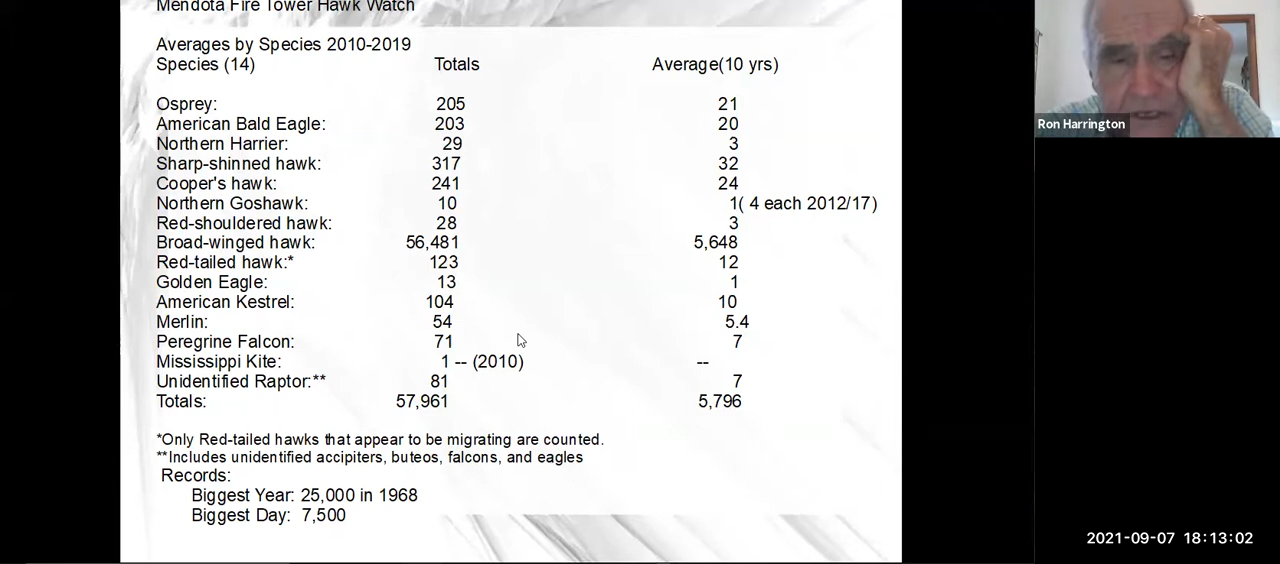 Mendota Fire Tower Hawk Watch
Averages by Species 2010-2019
Species (14) Totals Average(10 yrs)
Osprey: 205 21
American Bald Eagle: 203 20
Northern Harrier: 29 3
Sharp-shinned hawk: 317 32
Cooper's hawk: 241 24
Northern Goshawk: 10 1( 4 each 2012/17)
Red-shouldered hawk: 28 3
Broad-winged hawk: 56,481 5,648
Red-tailed hawk:* 123 12
Golden Eagle: 13 1
American Kestrel: 104 10
Merlin: 54 5.4
Peregrine Falcon: 71 7
Mississippi Kite: 1 -- (2010) --
Unidentified Raptor:** 81 7
Totals: 57,961 5,796
*Only Red-tailed hawks that appear to be migrating are counted.
**Includes unidentified accipiters, buteos, falcons, and eagles
Records:
Biggest Year: 25,000 in 1968
Biggest Day: 7,500
Ron Harrington
2021-09-07 18:13:02